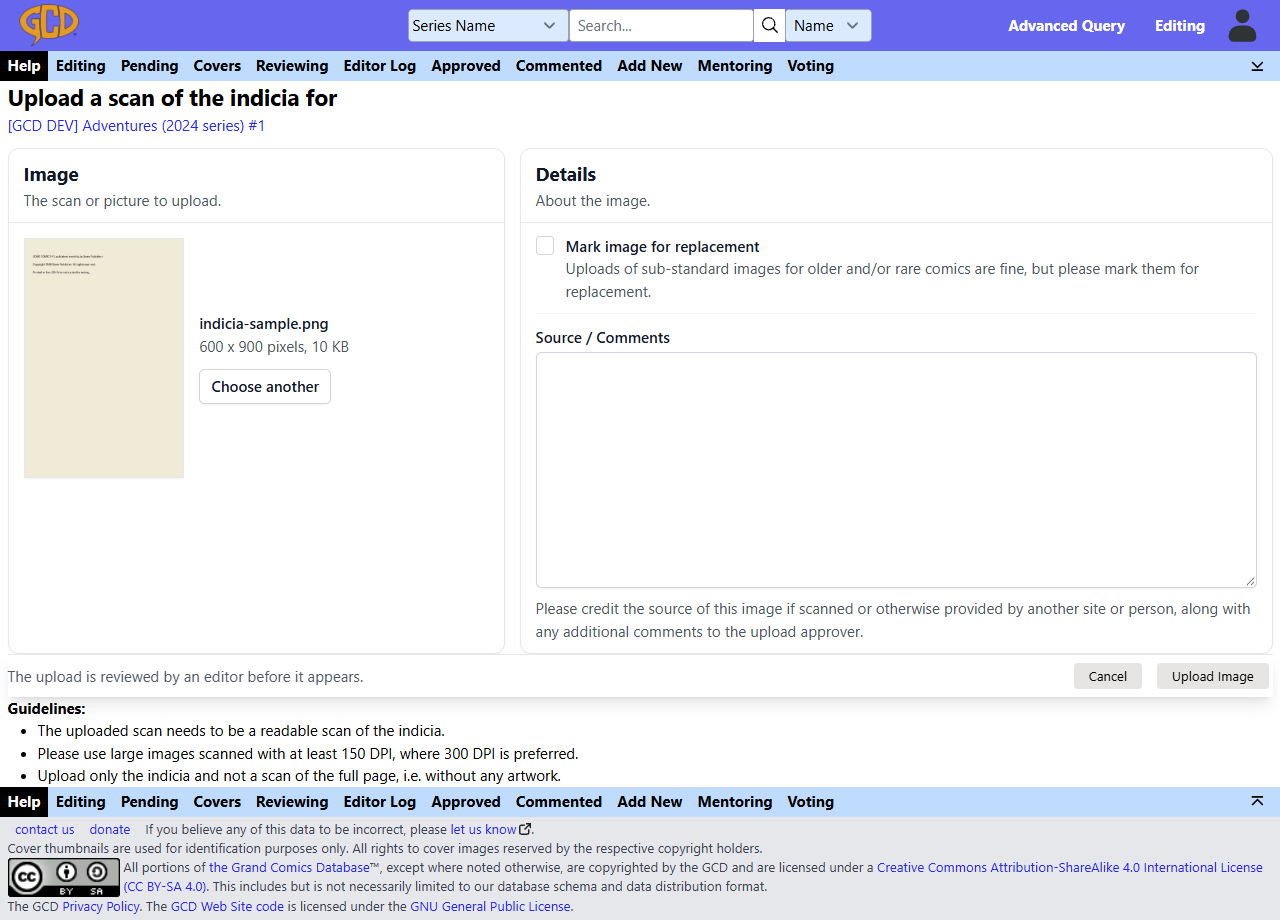 GCD
Series Name
Search...
Name
Advanced Query
Editing
Help Editing Pending Covers Reviewing Editor Log Approved Commented Add New Mentoring Voting
Upload a scan of the indicia for
[GCD DEV] Adventures (2024 series) #1
Image
The scan or picture to upload.
indicia-sample.png
600 x 900 pixels, 10 KB
Choose another
Details
About the image.
Mark image for replacement
Uploads of sub-standard images for older and/or rare comics are fine, but please mark them for
replacement.
Source / Comments
Please credit the source of this image if scanned or otherwise provided by another site or person, along with
any additional comments to the upload approver.
The upload is reviewed by an editor before it appears.
Cancel
Upload Image
Guidelines:
• The uploaded scan needs to be a readable scan of the indicia.
• Please use large images scanned with at least 150 DPI, where 300 DPI is preferred.
• Upload only the indicia and not a scan of the full page, i.e. without any artwork.
Help Editing Pending Covers Reviewing Editor Log Approved Commented Add New Mentoring Voting
contact us donate If you believe any of this data to be incorrect, please let us know.
Cover thumbnails are used for identification purposes only. All rights to cover images reserved by the respective copyright holders.
CC BY SA
All portions of the Grand Comics Database™, except where noted otherwise, are copyrighted by the GCD and are licensed under a Creative Commons Attribution-ShareAlike 4.0 International License
(CC BY-SA 4.0). This includes but is not necessarily limited to our database schema and data distribution format.
The GCD Privacy Policy. The GCD Web Site code is licensed under the GNU General Public License.